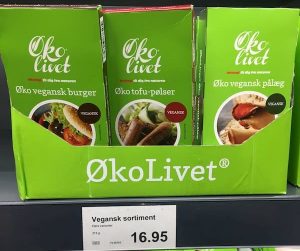 Øko
livet
Øko vegansk burger
VEGANSK
Øko
livet
Øko tofu-pølser
VEGANSK
Øko
livet
Øko vegansk pålæg
VEGANSK
ØkoLivet®
Vegansk sortiment
16.95